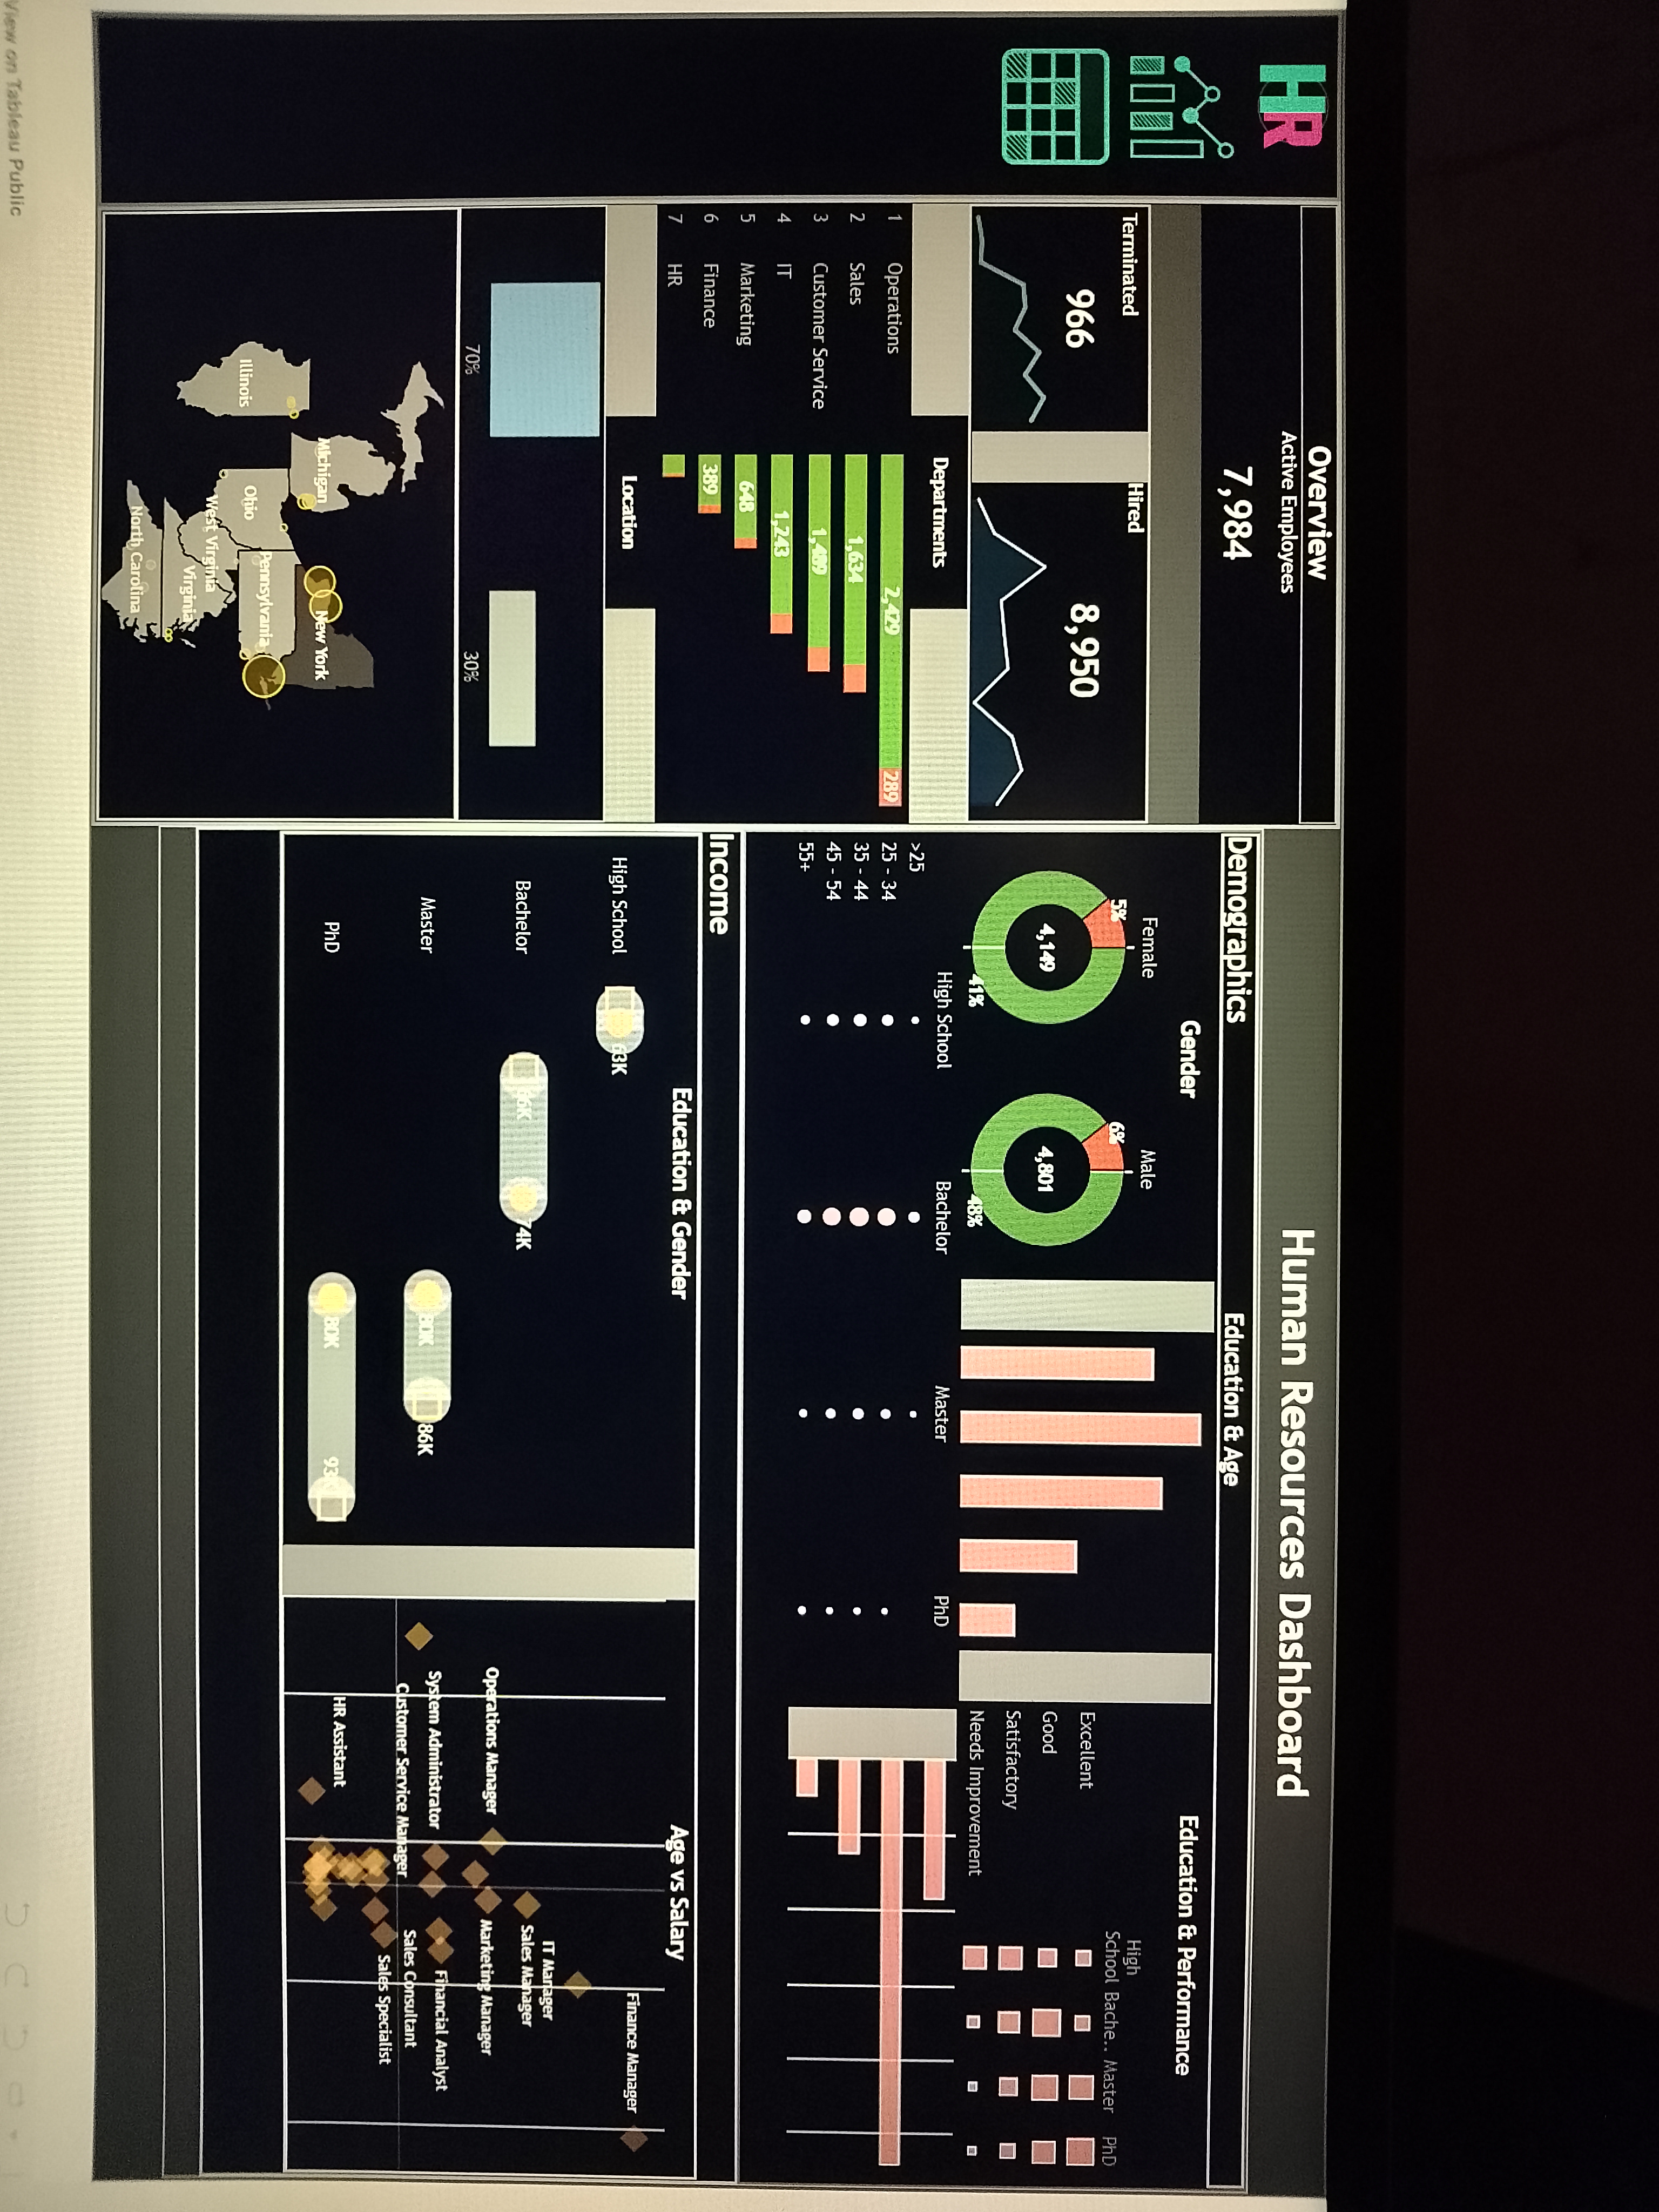 HR
Human Resources Dashboard
Overview
Active Employees
7,984
Terminated
966
Hired
8,950
Departments
1 Operations 2,429 289
2 Sales 1,634
3 Customer Service 1,489
4 IT 1,243
5 Marketing 648
6 Finance 389
7 HR
Location
70% 30%
Michigan
New York
Illinois
Ohio
Pennsylvania
West Virginia
Virginia
North Carolina
Demographics
Education & Age
Gender
Female Male
5% 6%
4,149 4,801
41% 48%
High School Bachelor Master PhD
>25
25 - 34
35 - 44
45 - 54
55+
Education & Performance
High
School Bache.. Master PhD
Excellent
Good
Satisfactory
Needs Improvement
Income
Education & Gender
High School 63K
Bachelor 74K
Master 80K 86K
PhD 80K
Age vs Salary
Finance Manager
IT Manager
Sales Manager
Operations Manager
Marketing Manager
System Administrator
Financial Analyst
Customer Service Manager
Sales Consultant
Sales Specialist
HR Assistant
View on Tableau Public